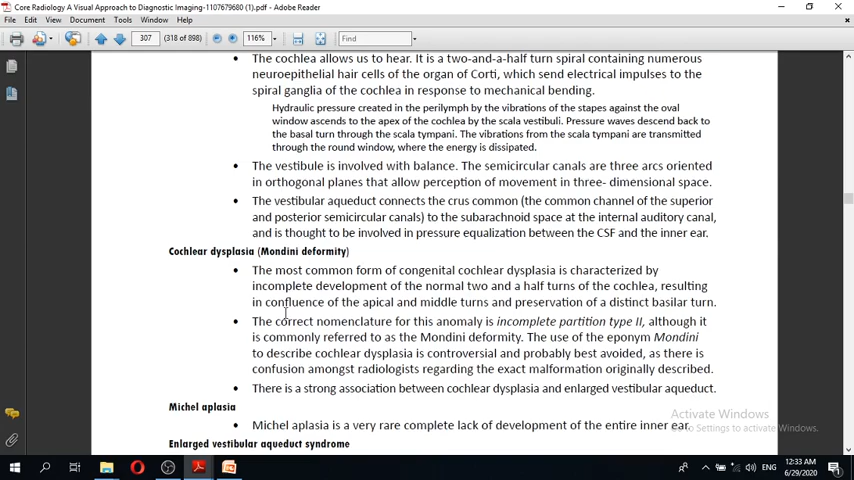 Core Radiology A Visual Approach to Diagnostic Imaging-1107679680 (1).pdf - Adobe Reader
File Edit View Document Tools Window Help
307 (318 of 898) 116% Find
The cochlea allows us to hear. It is a two-and-a-half turn spiral containing numerous
neuroepithelial hair cells of the organ of Corti, which send electrical impulses to the
spiral ganglia of the cochlea in response to mechanical bending.
Hydraulic pressure created in the perilymph by the vibrations of the stapes against the oval
window ascends to the apex of the cochlea by the scala vestibuli. Pressure waves descend back to
the basal turn through the scala tympani. The vibrations from the scala tympani are transmitted
through the round window, where the energy is dissipated.
• The vestibule is involved with balance. The semicircular canals are three arcs oriented
in orthogonal planes that allow perception of movement in three- dimensional space.
• The vestibular aqueduct connects the crus common (the common channel of the superior
and posterior semicircular canals) to the subarachnoid space at the internal auditory canal,
and is thought to be involved in pressure equalization between the CSF and the inner ear.
Cochlear dysplasia (Mondini deformity)
• The most common form of congenital cochlear dysplasia is characterized by
incomplete development of the normal two and a half turns of the cochlea, resulting
in confluence of the apical and middle turns and preservation of a distinct basilar turn.
• The correct nomenclature for this anomaly is incomplete partition type II, although it
is commonly referred to as the Mondini deformity. The use of the eponym Mondini
to describe cochlear dysplasia is controversial and probably best avoided, as there is
confusion amongst radiologists regarding the exact malformation originally described.
• There is a strong association between cochlear dysplasia and enlarged vestibular aqueduct.
Michel aplasia
• Michel aplasia is a very rare complete lack of development of the entire inner ear.
Enlarged vestibular aqueduct syndrome
Activate Windows
Go to Settings to activate Windows.
ENG
12:33 AM
6/29/2020